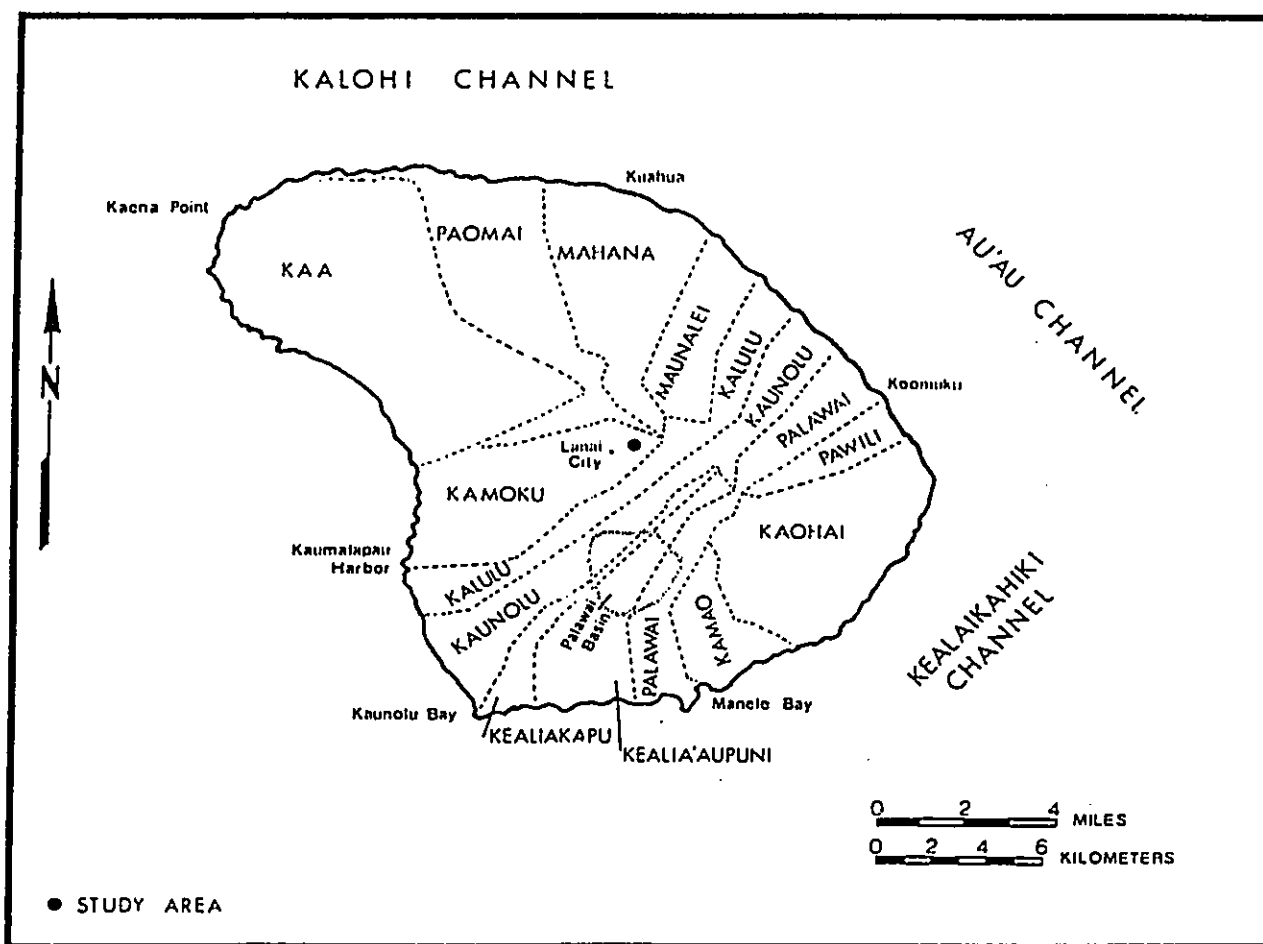 KALOHI CHANNEL
Kuahua
Kaena Point
PAOMAI
MAHANA
KAA
AU'AU CHANNEL
N
MAUNALEI
KALULU
KAUNOLU
PALAWAI
PAWILI
Lanai
City
KAMOKU
KAOHAI
Kaumalapau
Harbor
KALULU
KAUNOLU
Palawai
Basin
PALAWAI
KAMAO
KEALAIKAHIKI
CHANNEL
Kaunolu Bay
Manele Bay
KEALIAKAPU
KEALIA'AUPUNI
0 2 4
MILES
0 2 4 6
KILOMETERS
STUDY AREA